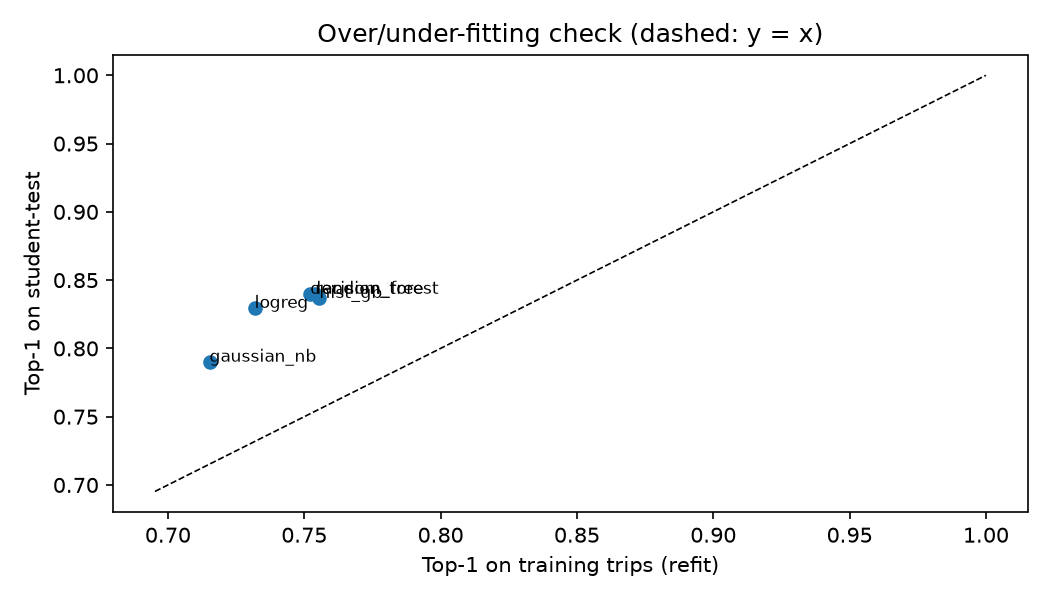 Over/under-fitting check (dashed: y = x)
Top-1 on student-test
1.00
0.95
0.90
0.85
0.80
0.75
0.70
logreg
gaussian_nb
0.70 0.75 0.80 0.85 0.90 0.95 1.00
Top-1 on training trips (refit)